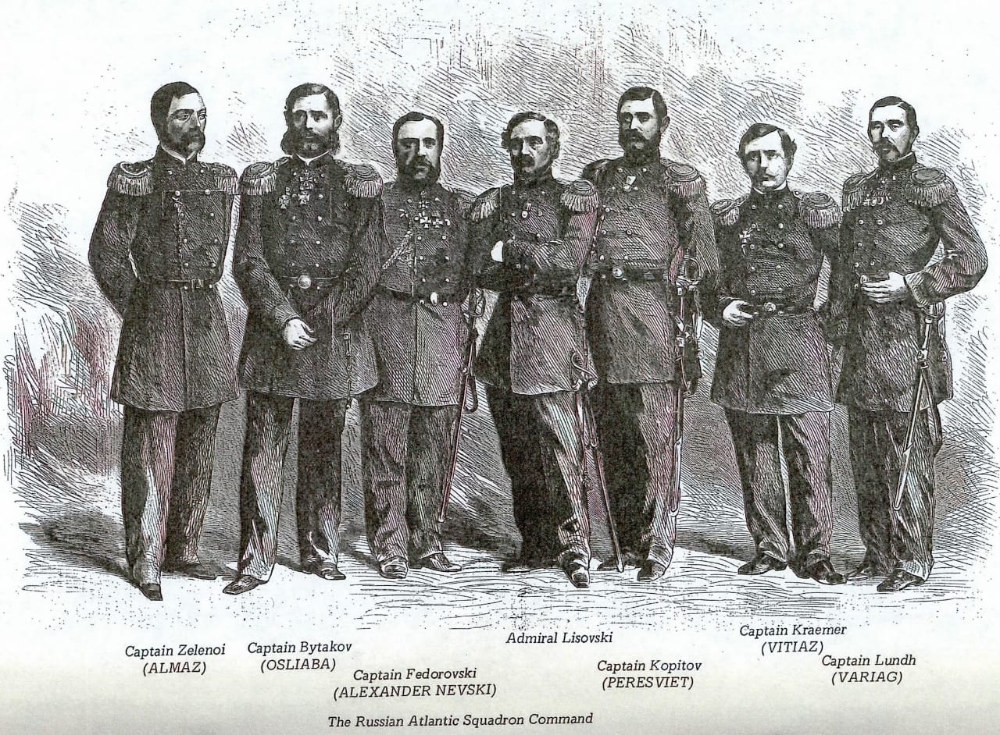 Captain Zelenoi
(ALMAZ)
Captain Bytakov
(OSLIABA)
Captain Fedorovski
(ALEXANDER NEVSKI)
Admiral Lisovski
Captain Kopitov
(PERESVIET)
Captain Kraemer
(VITIAZ)
Captain Lundh
(VARIAG)
The Russian Atlantic Squadron Command